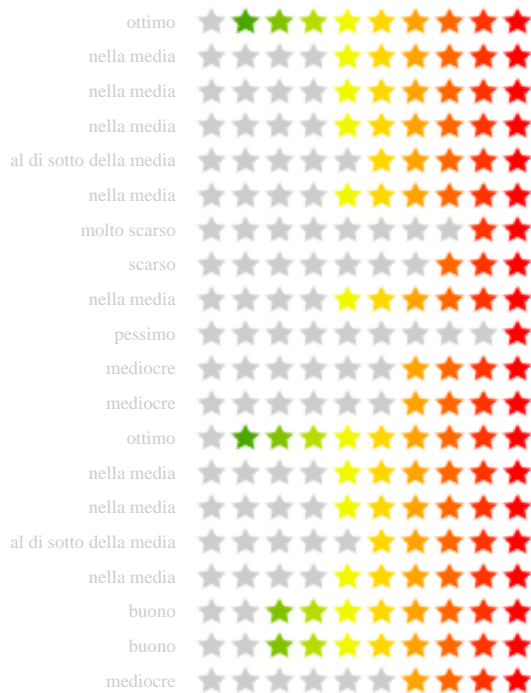 ottimo
nella media
nella media
nella media
al di sotto della media
nella media
molto scarso
scarso
nella media
pessimo
mediocre
mediocre
ottimo
nella media
nella media
al di sotto della media
nella media
buono
buono
mediocre